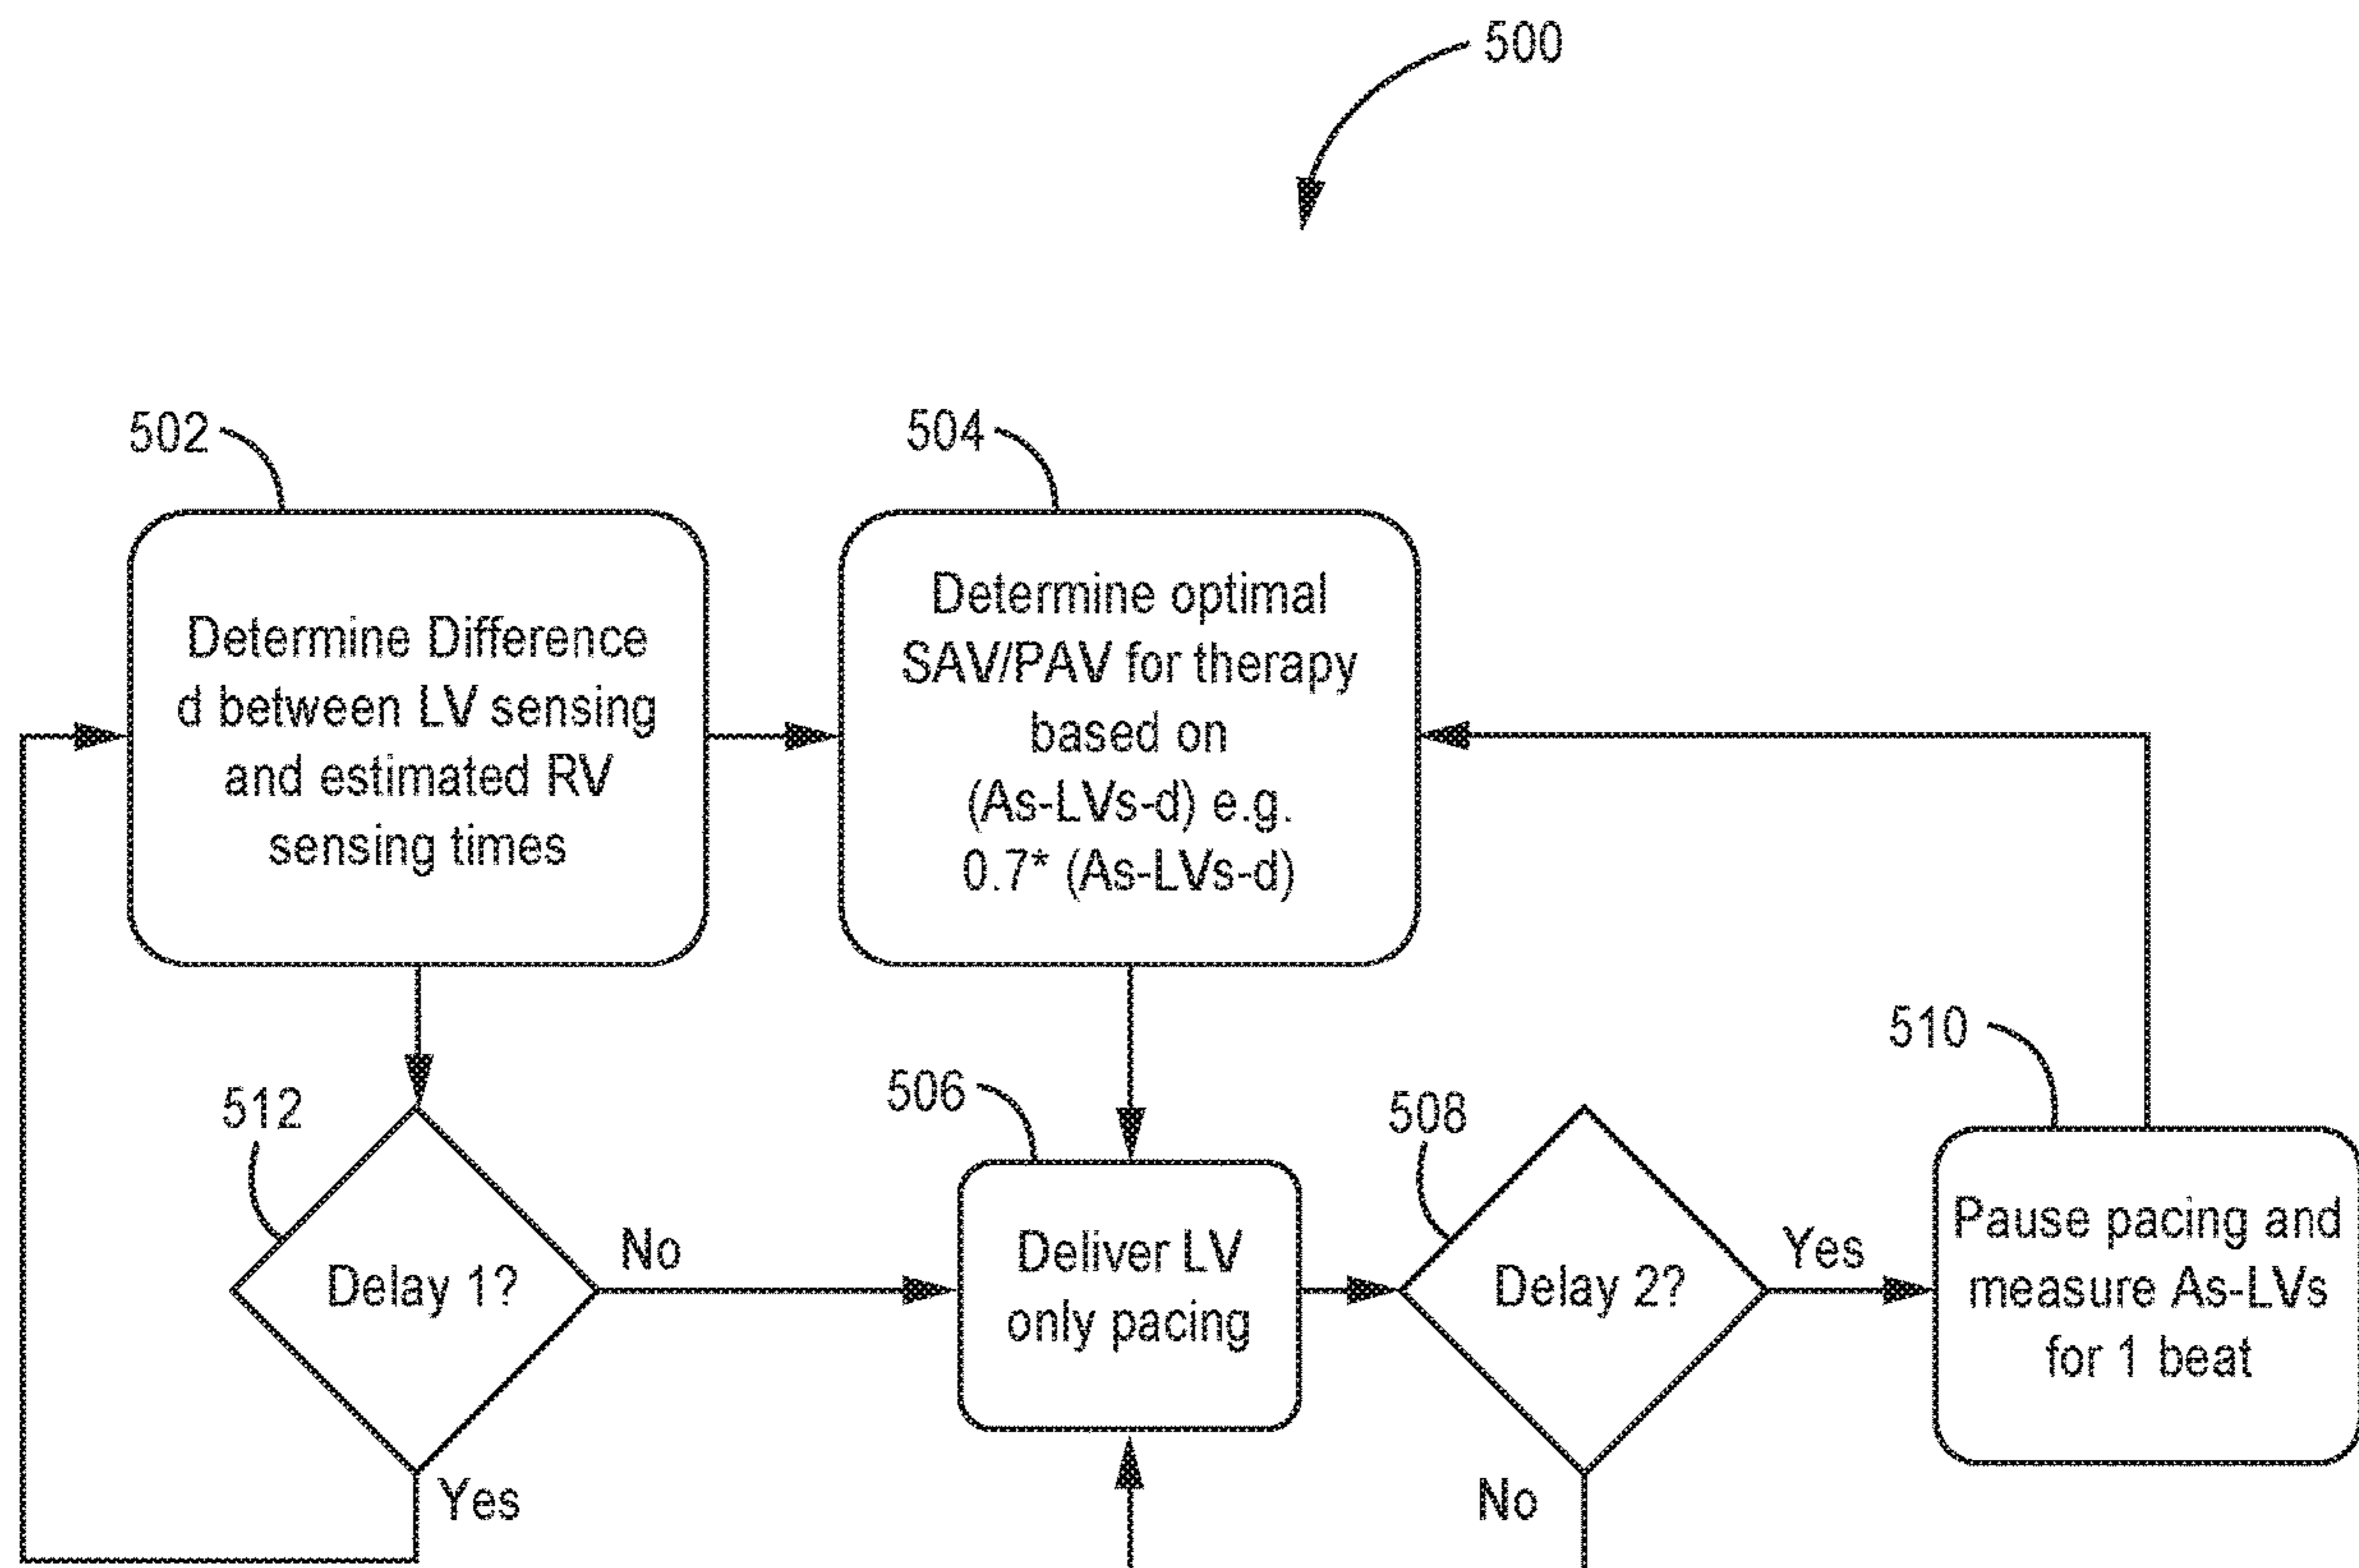 500
502
504
Determine Difference
d between LV sensing
and estimated RV
sensing times
Determine optimal
SAV/PAV for therapy
based on
(As-LVs-d) e.g.
0.7* (As-LVs-d)
512
506
508
510
Delay 1?
No
Deliver LV
only pacing
Delay 2?
Yes
Pause pacing and
measure As-LVs
for 1 beat
Yes
No